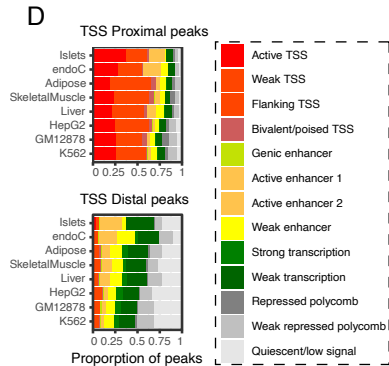 D
TSS Proximal peaks
Islets
endoC
Adipose
SkeletalMuscle
Liver
HepG2
GM12878
K562
0 0.25 0.5 0.75 1
TSS Distal peaks
Islets
endoC
Adipose
SkeletalMuscle
Liver
HepG2
GM12878
K562
0 0.25 0.5 0.75 1
Proporption of peaks
Active TSS
Weak TSS
Flanking TSS
Bivalent/poised TSS
Genic enhancer
Active enhancer 1
Active enhancer 2
Weak enhancer
Strong transcription
Weak transcription
Repressed polycomb
Weak repressed polycomb
Quiescent/low signal